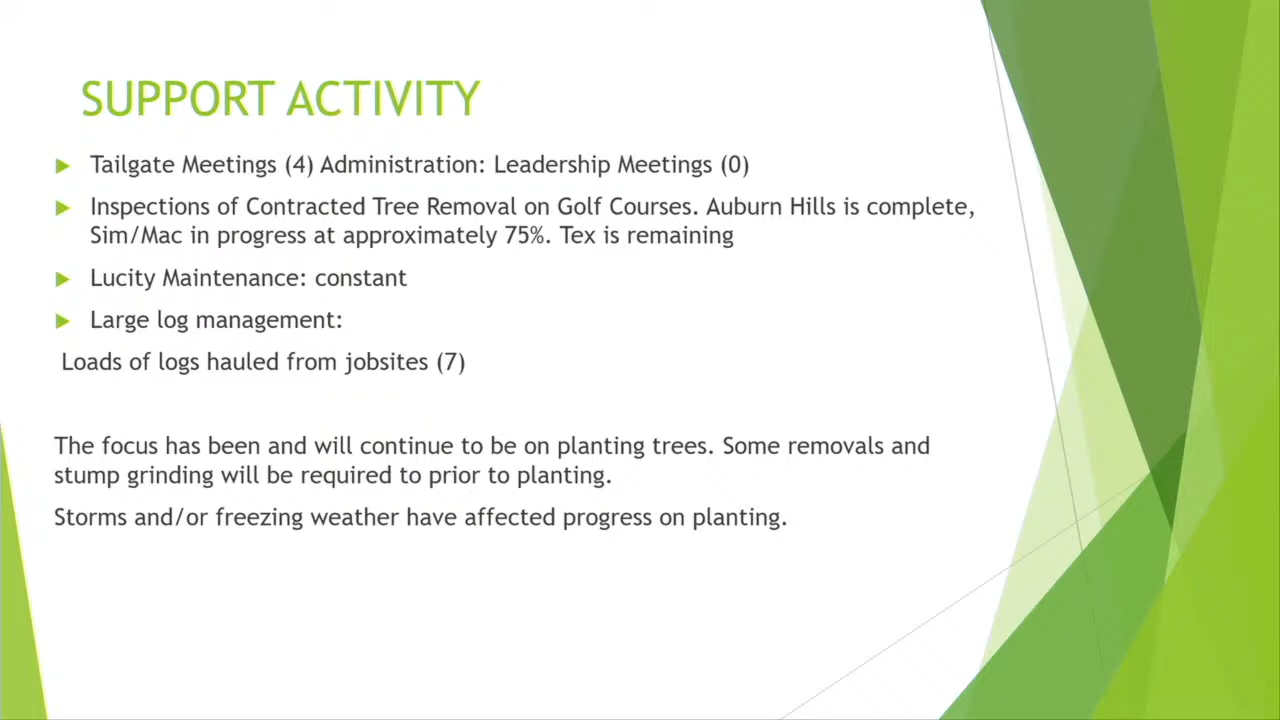 SUPPORT ACTIVITY
Tailgate Meetings (4) Administration: Leadership Meetings (0)
Inspections of Contracted Tree Removal on Golf Courses. Auburn Hills is complete,
Sim/Mac in progress at approximately 75%. Tex is remaining
Lucity Maintenance: constant
Large log management:
Loads of logs hauled from jobsites (7)
The focus has been and will continue to be on planting trees. Some removals and
stump grinding will be required to prior to planting.
Storms and/or freezing weather have affected progress on planting.